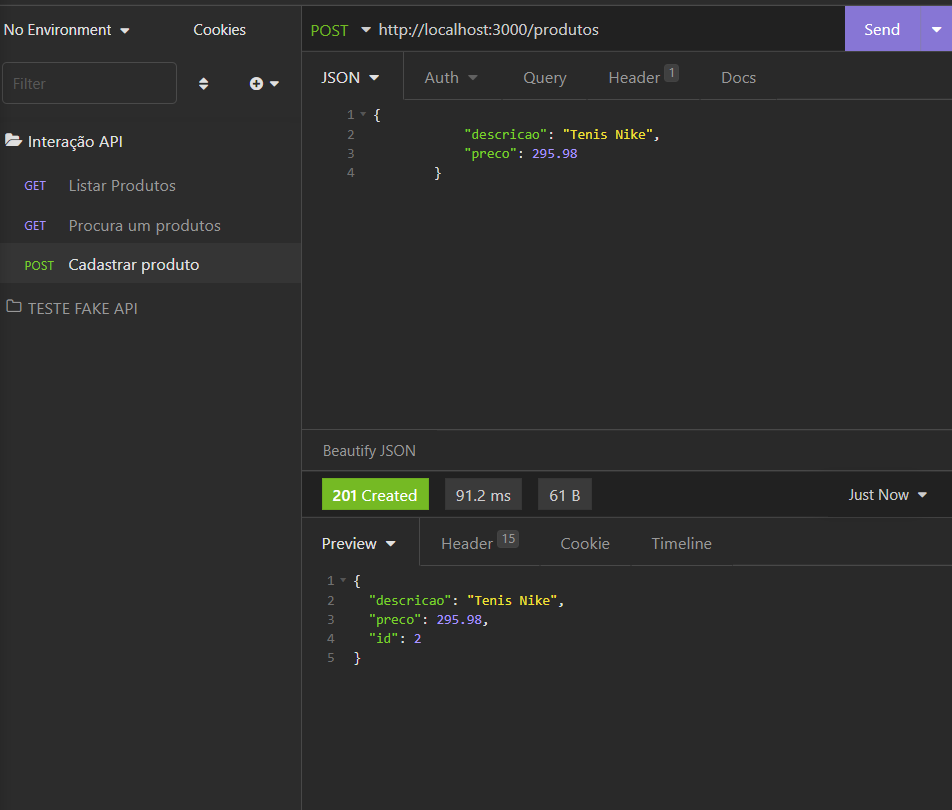 No Environment
Cookies
Filter
Interação API
GET Listar Produtos
GET Procura um produtos
POST Cadastrar produto
TESTE FAKE API
POST http://localhost:3000/produtos Send
JSON Auth Query Header 1 Docs
1 {
2 "descricao": "Tenis Nike",
3 "preco": 295.98
4 }
Beautify JSON
201 Created 91.2 ms 61 B Just Now
Preview Header 15 Cookie Timeline
1 {
2 "descricao": "Tenis Nike",
3 "preco": 295.98,
4 "id": 2
5 }